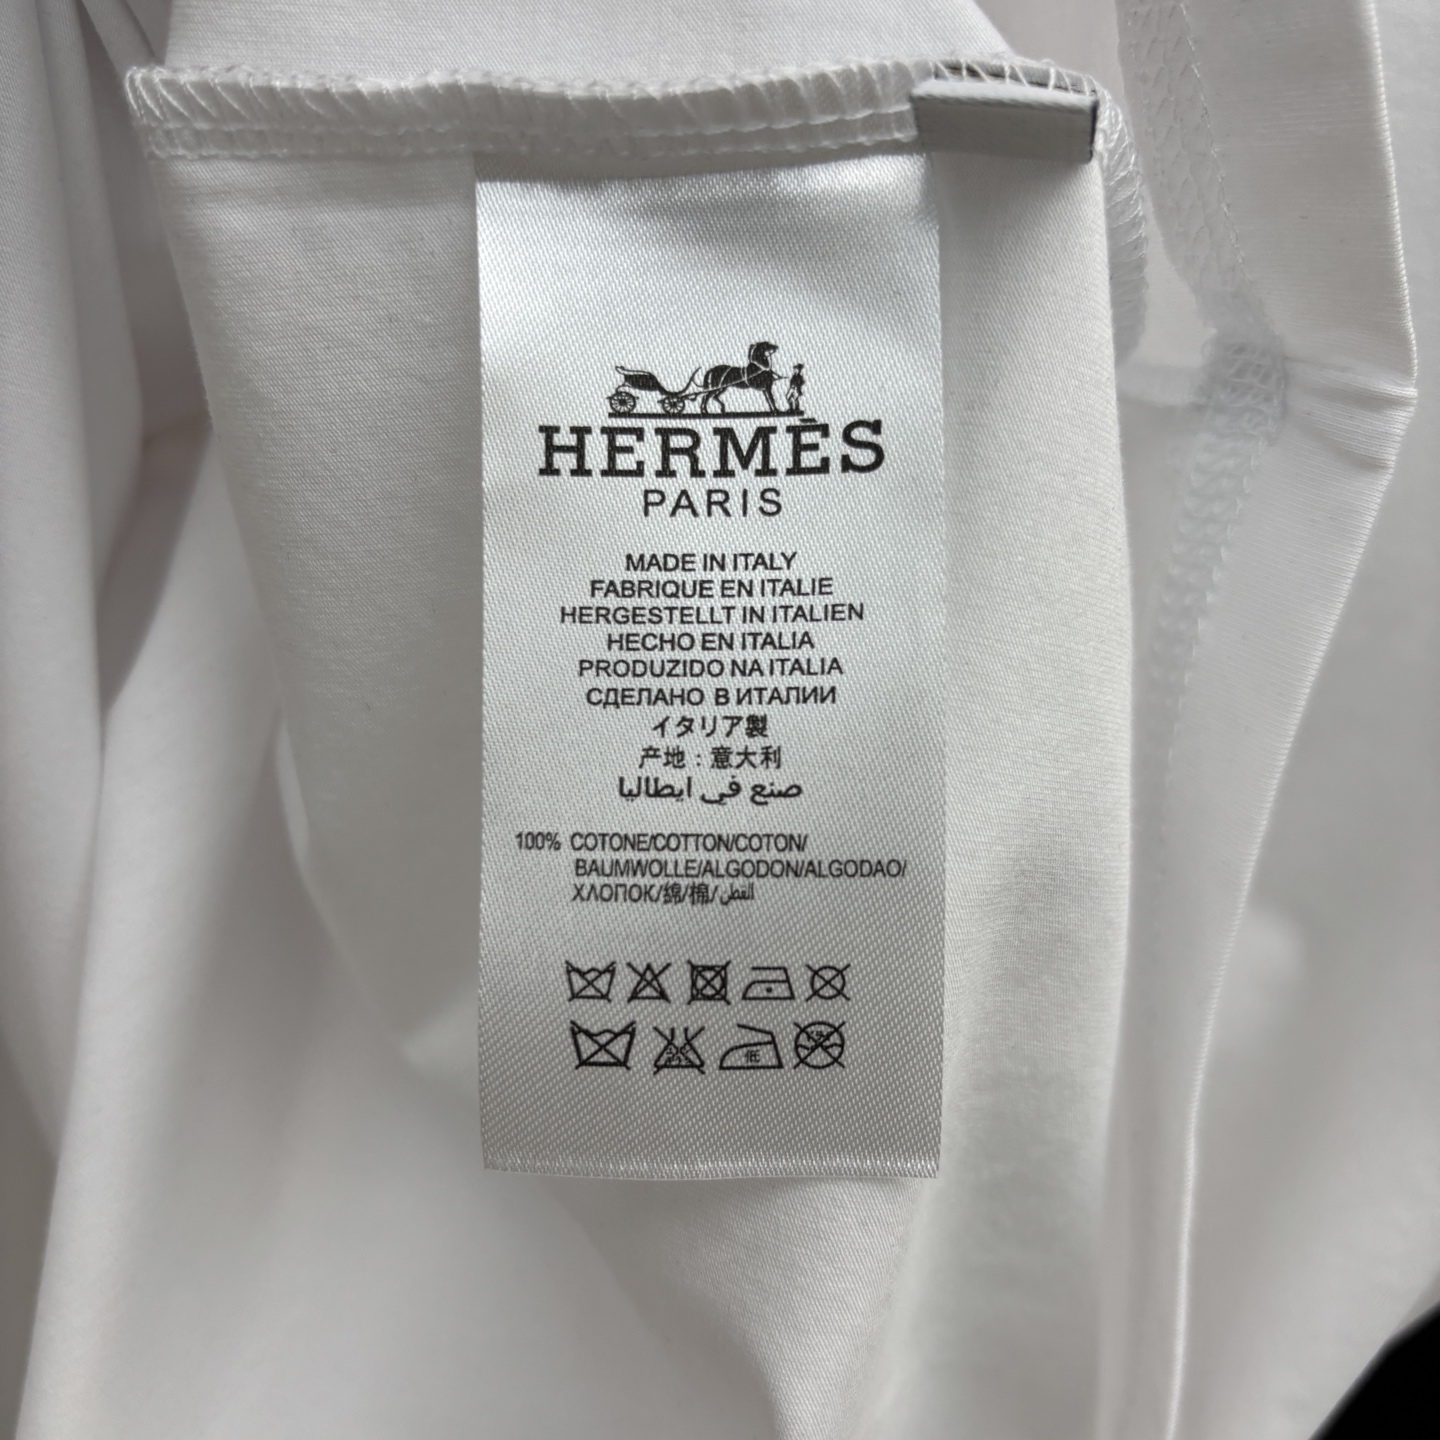 HERMÈS
PARIS
MADE IN ITALY
FABRIQUE EN ITALIE
HERGESTELLT IN ITALIEN
HECHO EN ITALIA
PRODUZIDO NA ITALIA
СДЕЛАНО В ИТАЛИИ
イタリア製
产地：意大利
صنع في ايطاليا
100% COTONE/COTTON/COTON/
BAUMWOLLE/ALGODON/ALGODAO/
ХЛОПОК/绵/棉/القطن
低